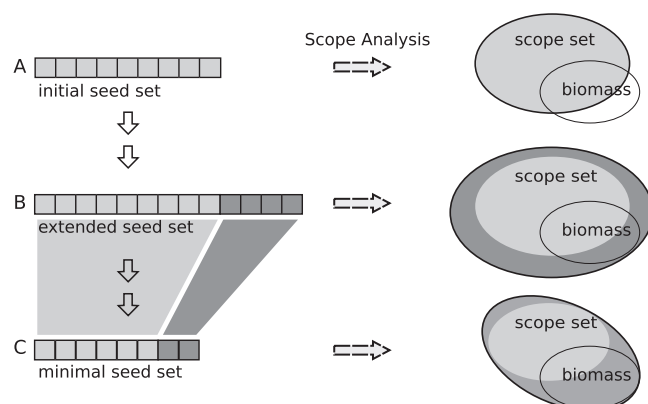 Scope Analysis
A
initial seed set
scope set
biomass
B
extended seed set
scope set
biomass
C
minimal seed set
scope set
biomass